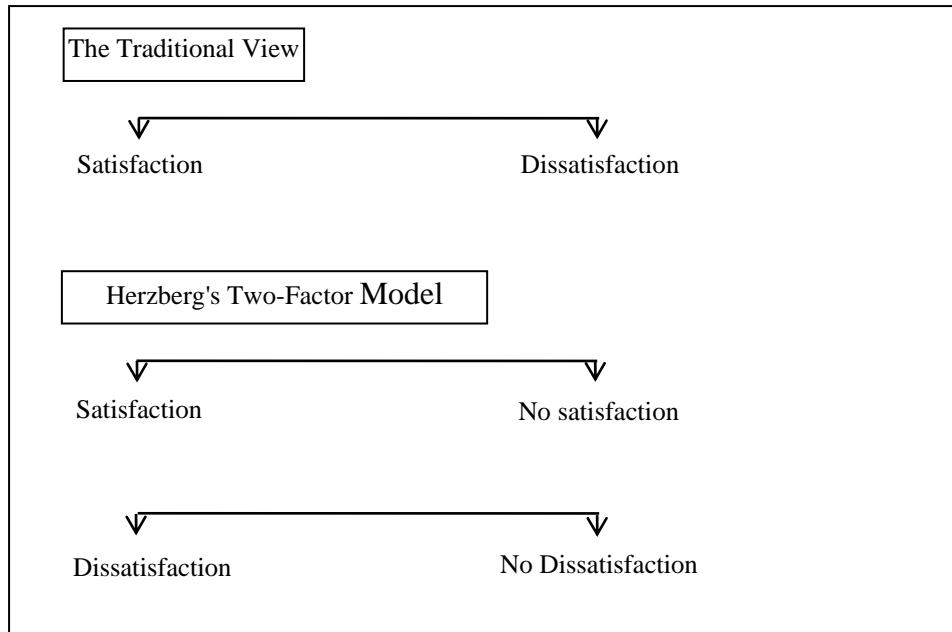 The Traditional View
Satisfaction Dissatisfaction
Herzberg's Two-Factor Model
Satisfaction No satisfaction
Dissatisfaction No Dissatisfaction